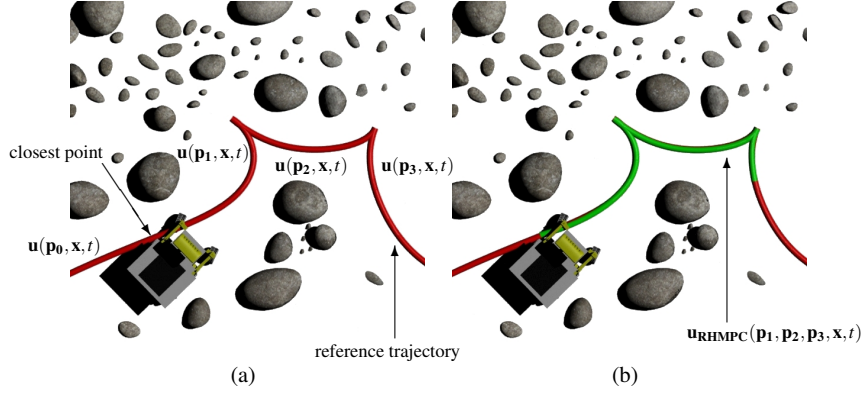 closest point
u(p₁,x,t)
u(p₂,x,t)
u(p₃,x,t)
u(p₀,x,t)
reference trajectory
(a)
u_RHMPC(p₁,p₂,p₃,x,t)
(b)